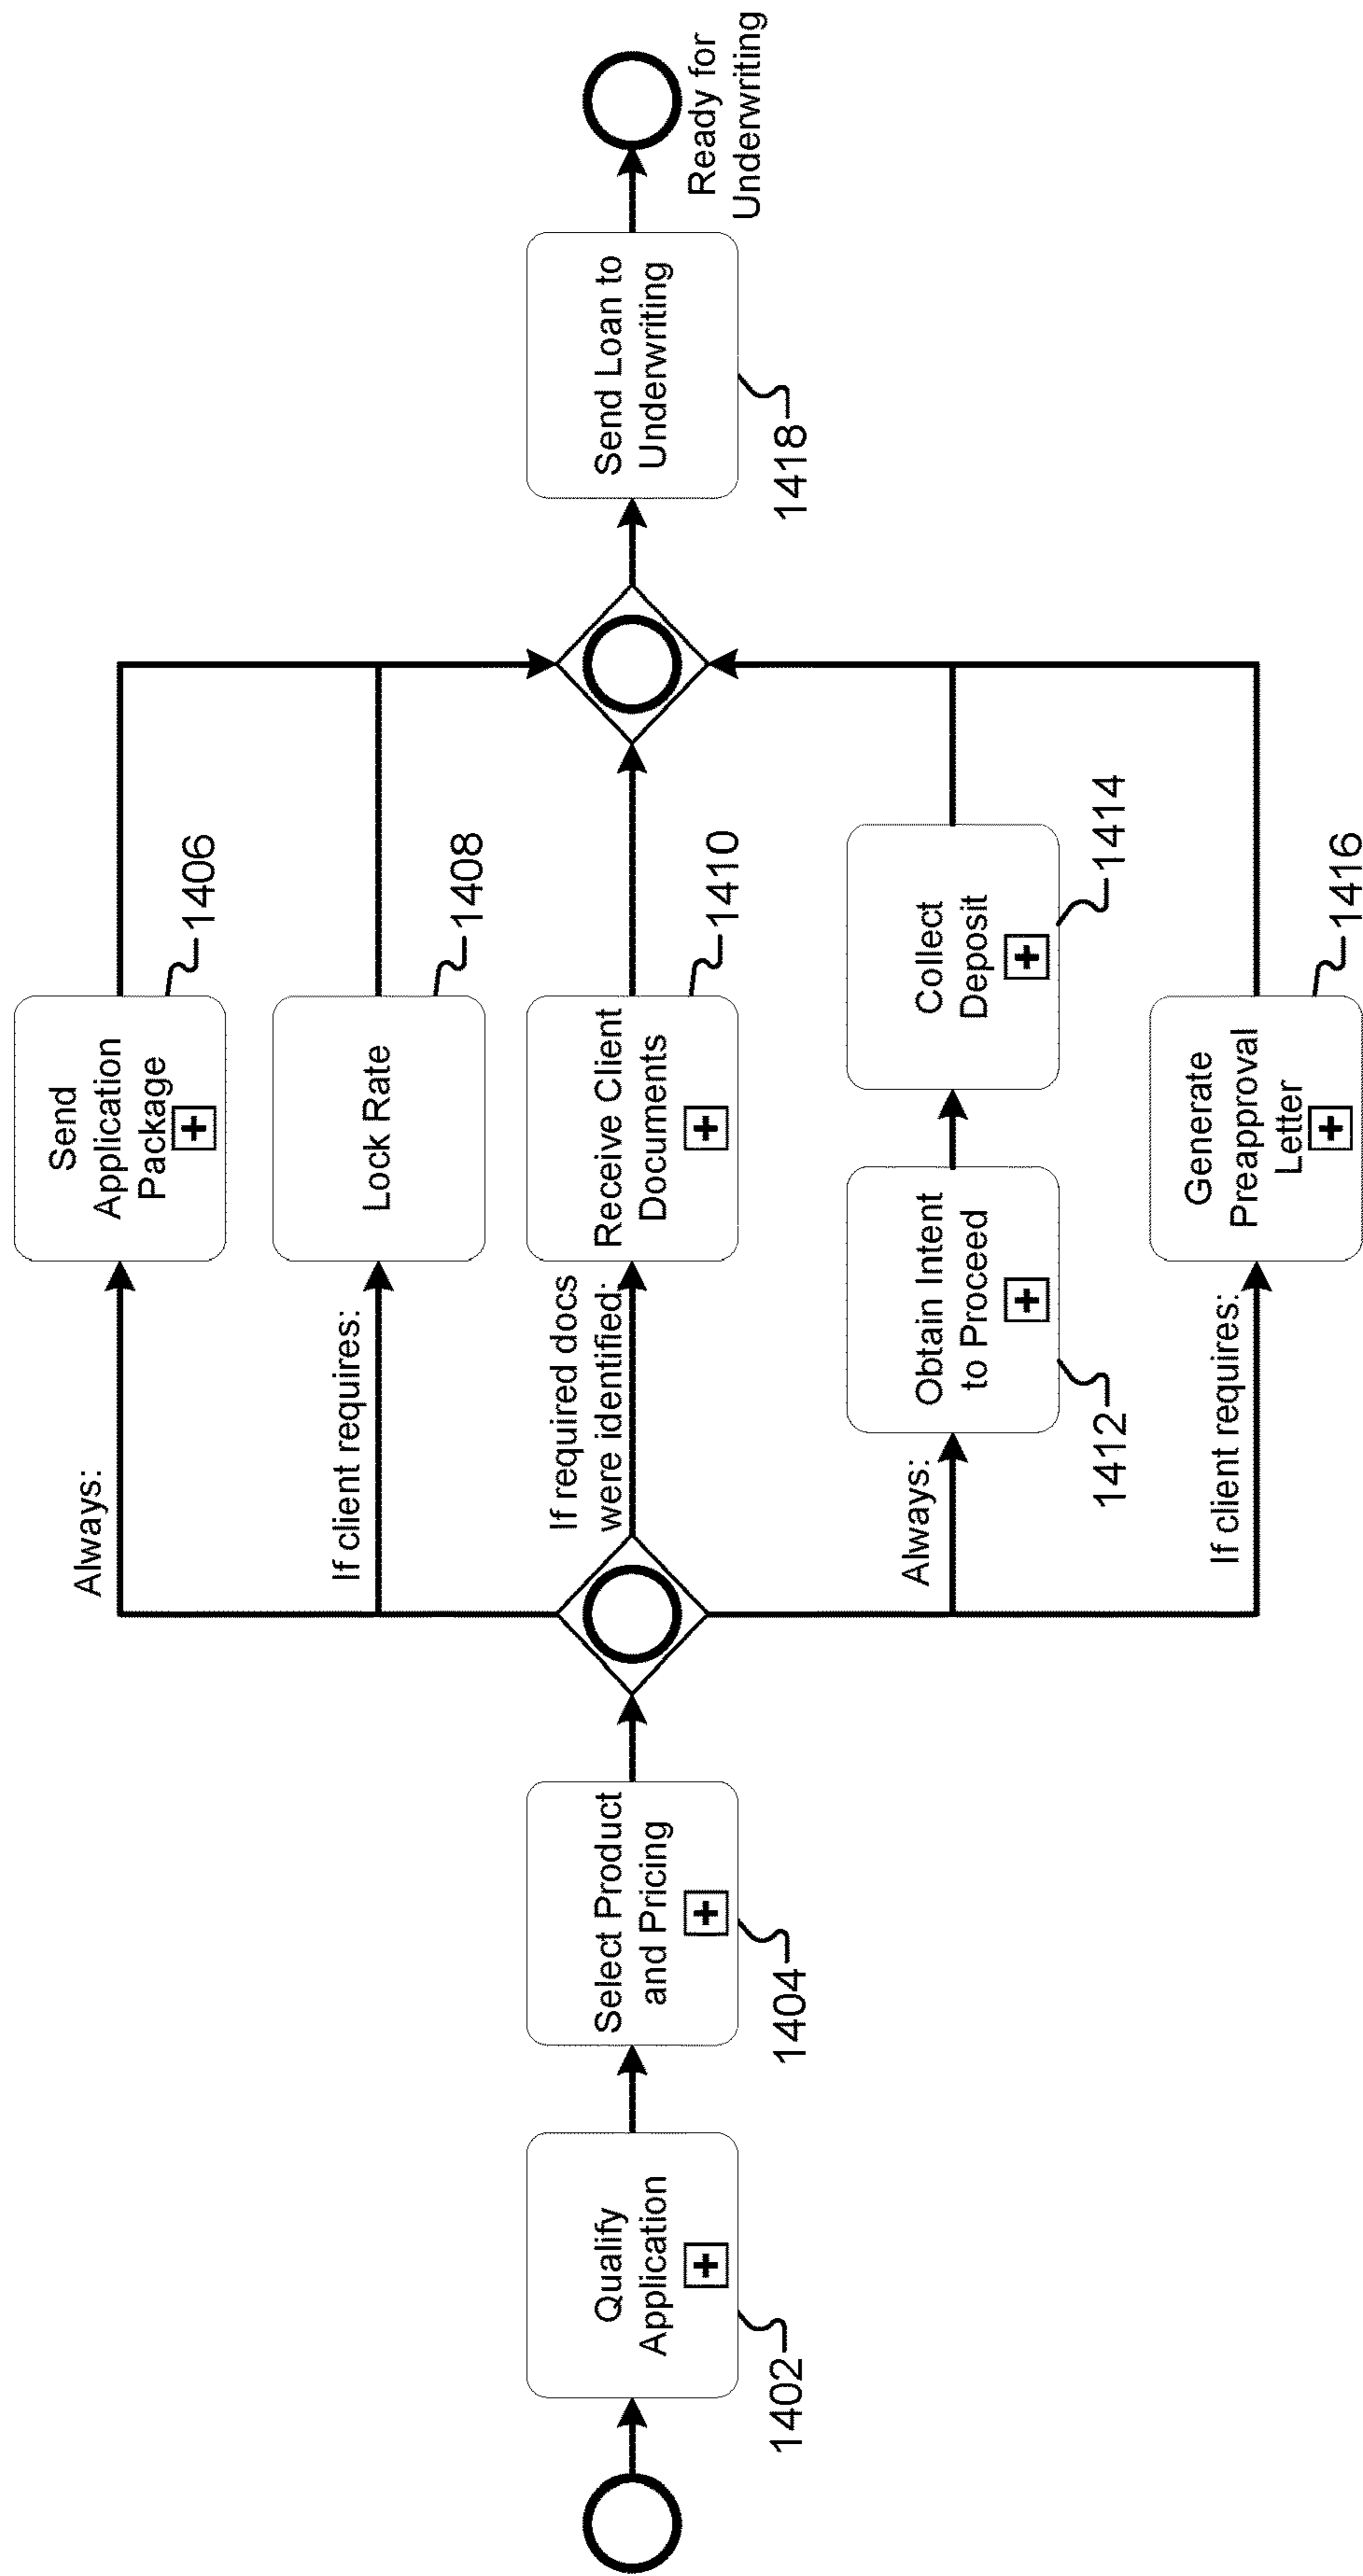 Qualify
Application
+
1402
Select Product
and Pricing
+
1404
Always:
Send
Application
Package
+
1406
If client requires:
Lock Rate
1408
If required docs
were identified:
Receive Client
Documents
+
1410
Always:
Obtain Intent
to Proceed
+
1412
Collect
Deposit
+
1414
If client requires:
Generate
Preapproval
Letter
+
1416
Send Loan to
Underwriting
1418
Ready for
Underwriting